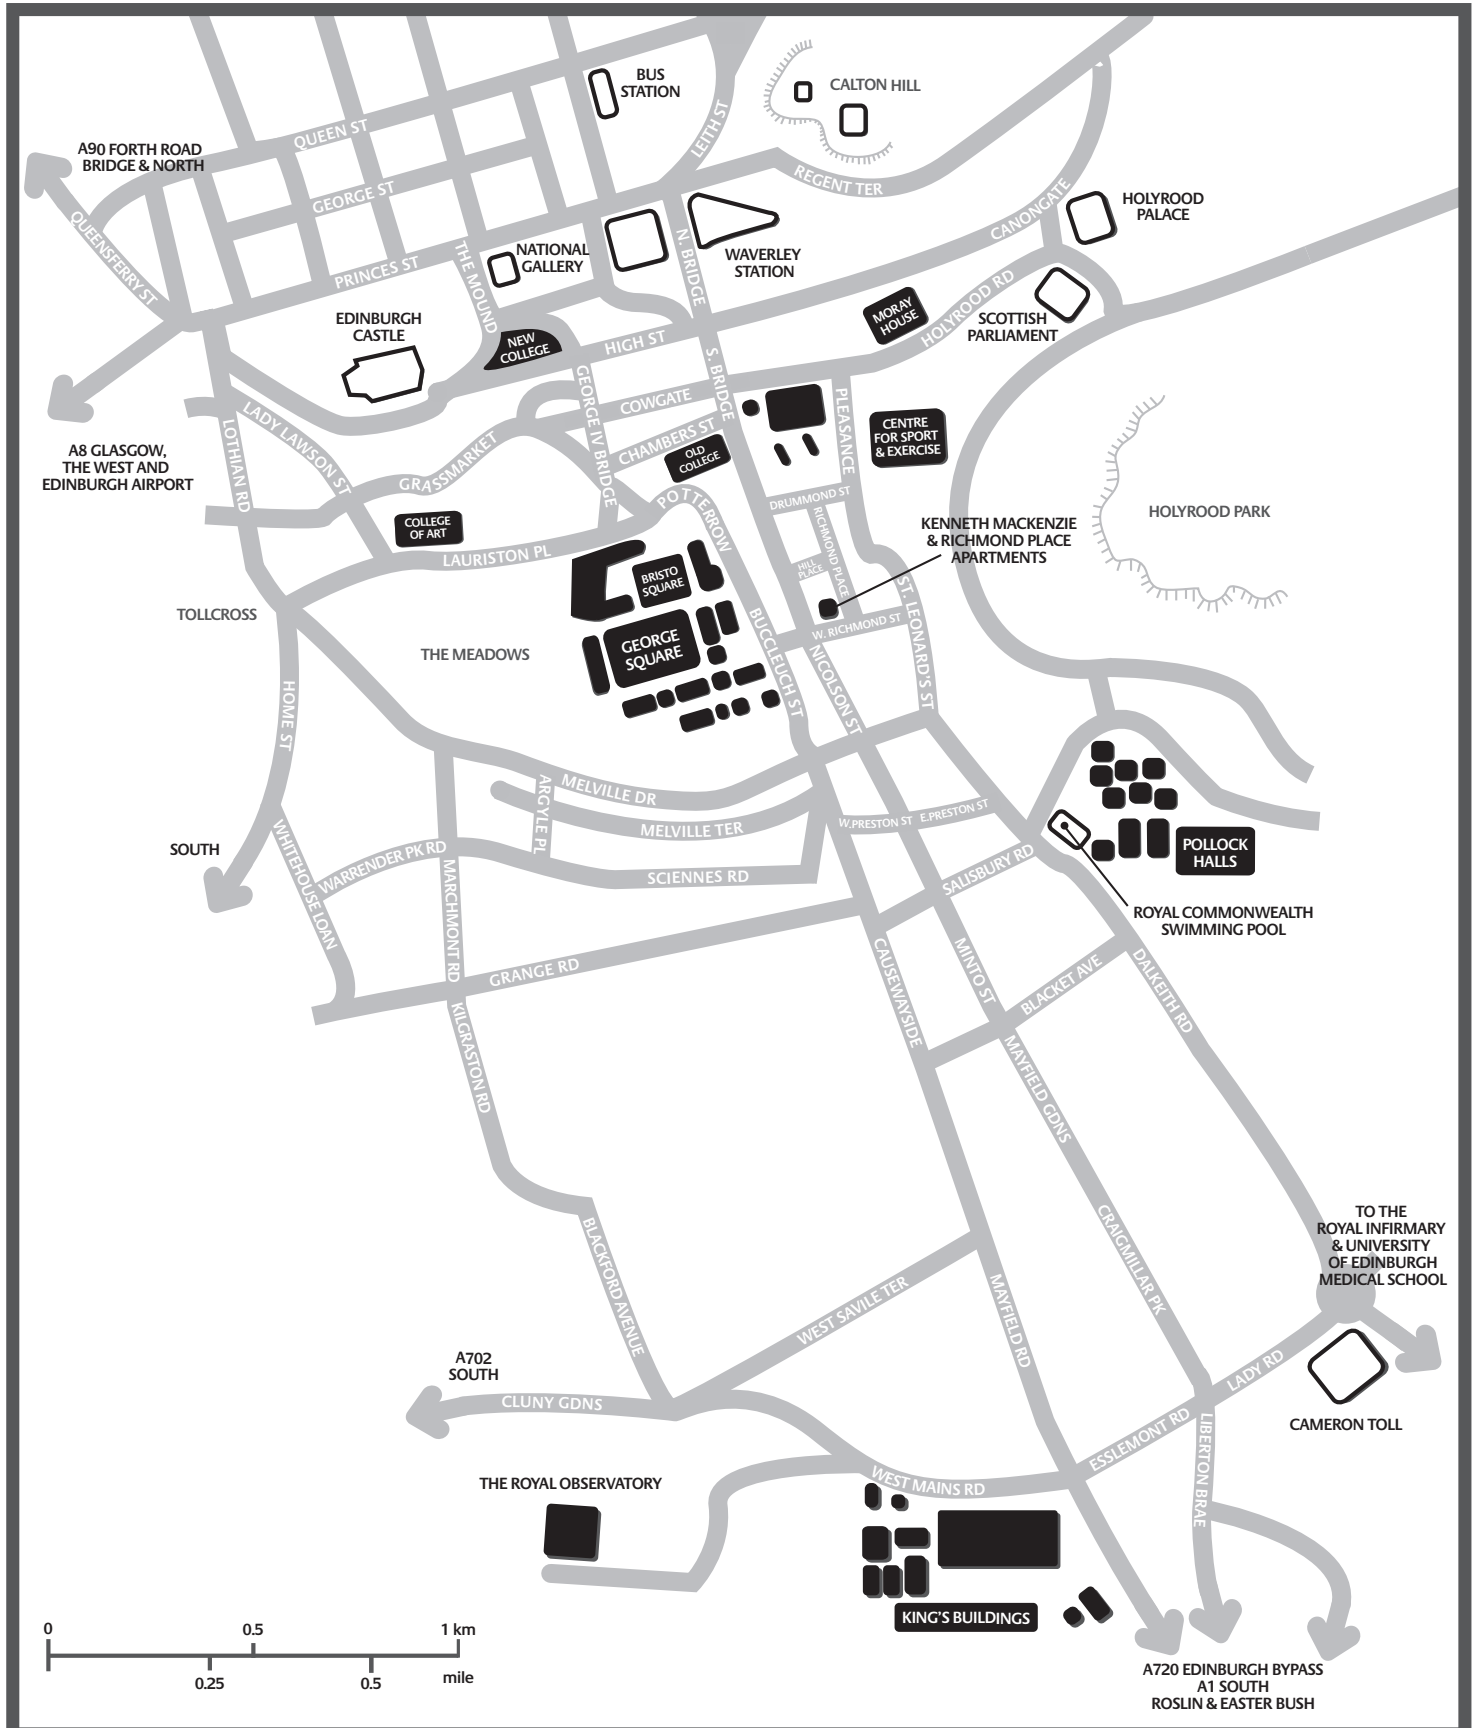 BUS
STATION
CALTON HILL
QUEEN ST
LEITH ST
A90 FORTH ROAD
BRIDGE & NORTH
REGENT TER
GEORGE ST
QUEENSFERRY ST
CANONGATE
HOLYROOD
PALACE
NATIONAL
GALLERY
THE MOUND
N. BRIDGE
WAVERLEY
STATION
PRINCES ST
HOLYROOD RD
MORAY
HOUSE
SCOTTISH
PARLIAMENT
EDINBURGH
CASTLE
NEW
COLLEGE
HIGH ST
S. BRIDGE
GEORGE IV BRIDGE
COWGATE
PLEASANCE
LADY LAWSON ST
LOTHIAN RD
CHAMBERS ST
CENTRE
FOR SPORT
& EXERCISE
OLD
COLLEGE
A8 GLASGOW,
THE WEST AND
EDINBURGH AIRPORT
GRASSMARKET
POTTERROW
DRUMMOND ST
RICHMOND PLACE
COLLEGE
OF ART
KENNETH MACKENZIE
& RICHMOND PLACE
APARTMENTS
HOLYROOD PARK
LAURISTON PL
BRISTO
SQUARE
HILL
PLACE
ST. LEONARD'S ST
TOLLCROSS
BUCCLEUCH ST
W. RICHMOND ST
THE MEADOWS
GEORGE
SQUARE
NICOLSON ST
HOME ST
ARGYLE PL
MELVILLE DR
MELVILLE TER
W.PRESTON ST
E.PRESTON ST
SOUTH
WHITEHOUSE LOAN
WARRENDER PK RD
MARCHMONT RD
SCIENNES RD
SALISBURY RD
POLLOCK
HALLS
ROYAL COMMONWEALTH
SWIMMING POOL
GRANGE RD
CAUSEWAYSIDE
MINTO ST
BLACKET AVE
DALKEITH RD
KILGRASTON RD
MAYFIELD GDNS
CRAIGMILLAR PK
BLACKFORD AVENUE
TO THE
ROYAL INFIRMARY
& UNIVERSITY
OF EDINBURGH
MEDICAL SCHOOL
WEST SAVILE TER
MAYFIELD RD
A702
SOUTH
CLUNY GDNS
LADY RD
CAMERON TOLL
ESSLEMONT RD
LIBERTON BRAE
THE ROYAL OBSERVATORY
WEST MAINS RD
KING'S BUILDINGS
0
0.5
1 km
0.25
0.5
mile
A720 EDINBURGH BYPASS
A1 SOUTH
ROSLIN & EASTER BUSH